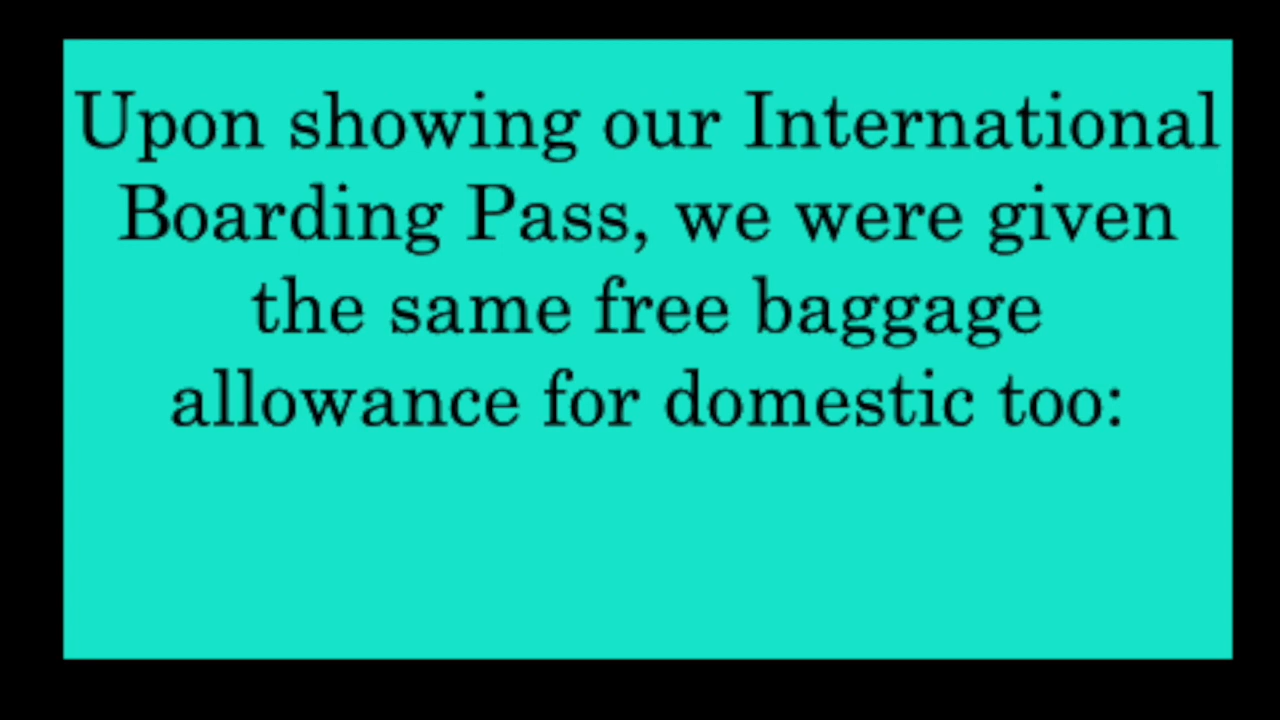 Upon showing our International
Boarding Pass, we were given
the same free baggage
allowance for domestic too: